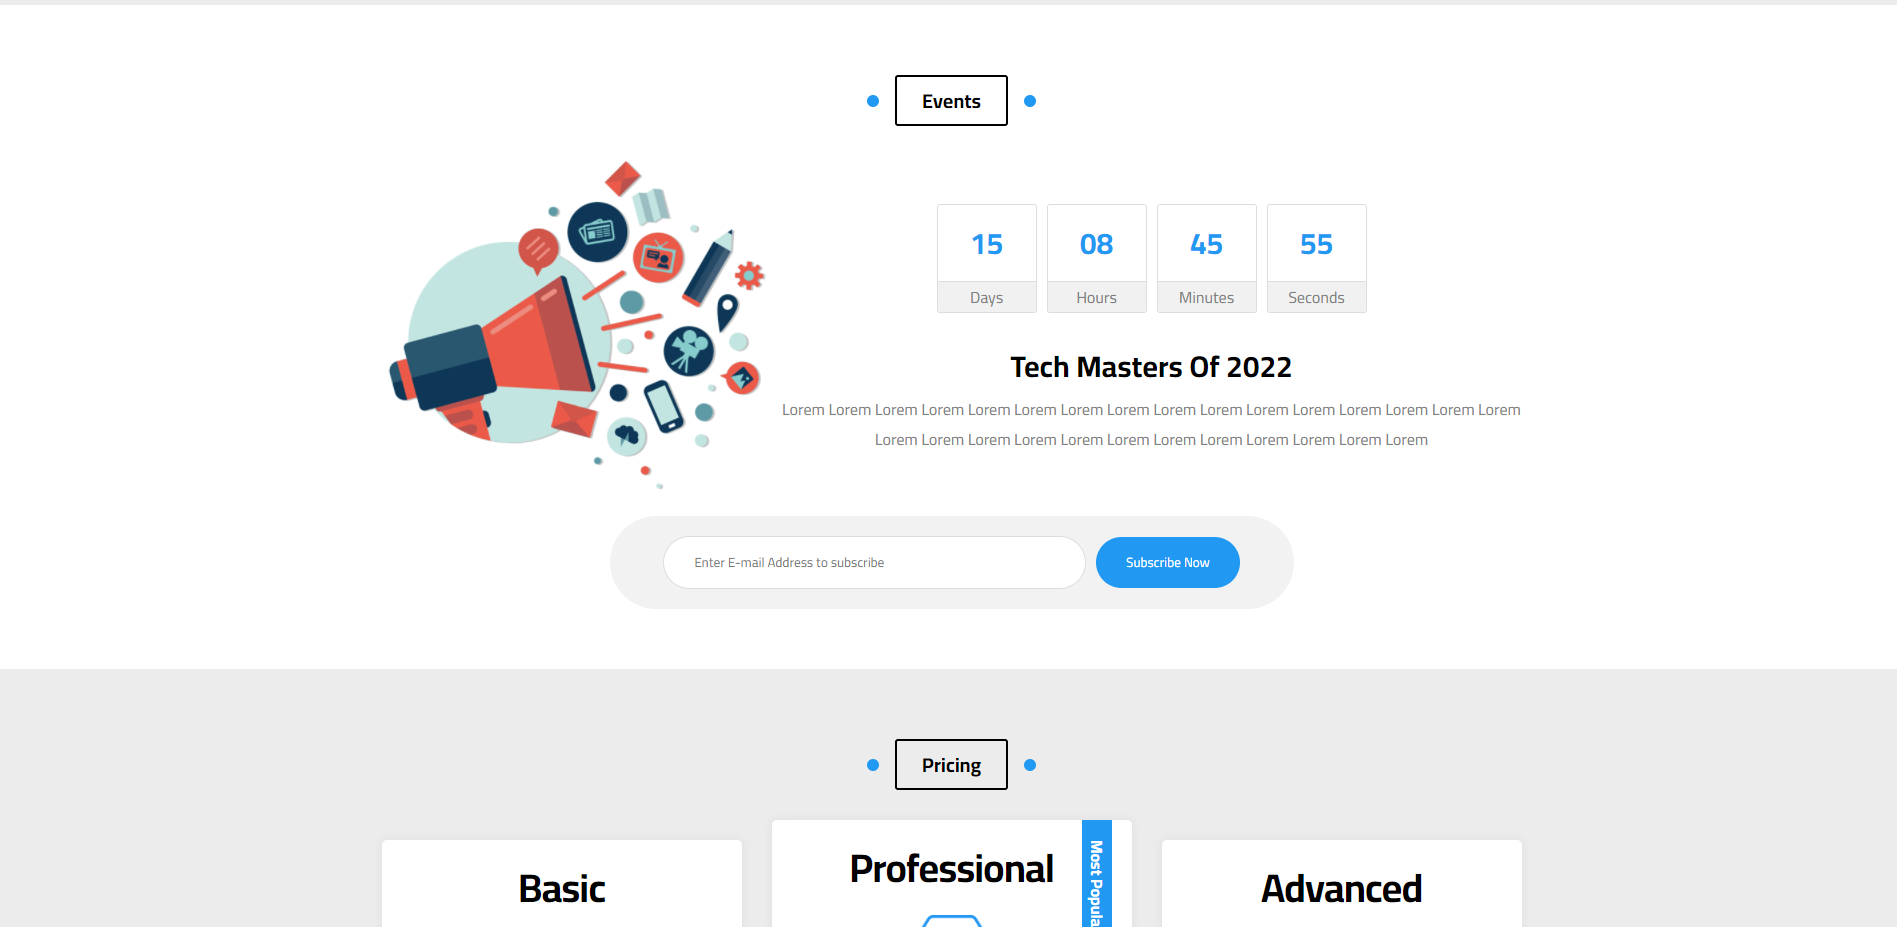 Events
15 08 45 55
Days Hours Minutes Seconds
Tech Masters Of 2022
Lorem Lorem Lorem Lorem Lorem Lorem Lorem Lorem Lorem Lorem Lorem Lorem Lorem Lorem Lorem Lorem
Lorem Lorem Lorem Lorem Lorem Lorem Lorem Lorem Lorem Lorem Lorem Lorem
Enter E-mail Address to subscribe
Subscribe Now
Pricing
Basic
Professional
Most Popula
Advanced